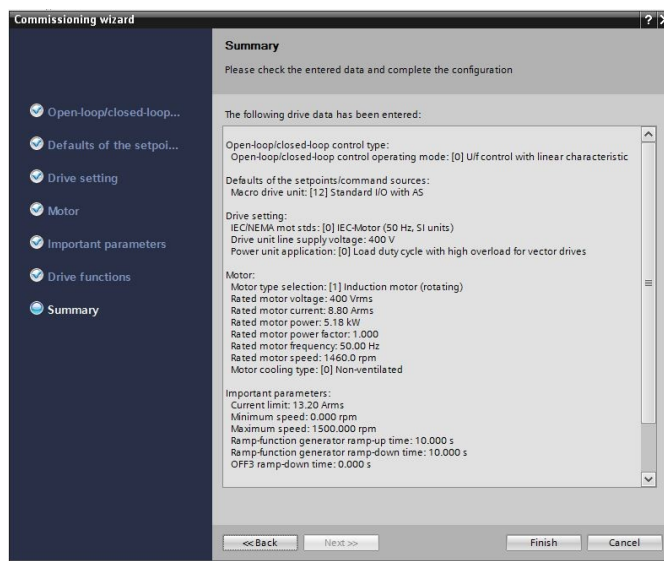 Commissioning wizard
? X
Summary
Please check the entered data and complete the configuration
Open-loop/closed-loop...
Defaults of the setpoi...
Drive setting
Motor
Important parameters
Drive functions
Summary
The following drive data has been entered:
Open-loop/closed-loop control type:
Open-loop/closed-loop control operating mode: [0] U/f control with linear characteristic
Defaults of the setpoints/command sources:
Macro drive unit: [12] Standard I/O with AS
Drive setting:
IEC/NEMA mot stds: [0] IEC-Motor (50 Hz, SI units)
Drive unit line supply voltage: 400 V
Power unit application: [0] Load duty cycle with high overload for vector drives
Motor:
Motor type selection: [1] Induction motor (rotating)
Rated motor voltage: 400 Vrms
Rated motor current: 8.80 Arms
Rated motor power: 5.18 kW
Rated motor power factor: 1.000
Rated motor frequency: 50.00 Hz
Rated motor speed: 1460.0 rpm
Motor cooling type: [0] Non-ventilated
Important parameters:
Current limit: 13.20 Arms
Minimum speed: 0.000 rpm
Maximum speed: 1500.000 rpm
Ramp-function generator ramp-up time: 10.000 s
Ramp-function generator ramp-down time: 10.000 s
OFF3 ramp-down time: 0.000 s
<< Back
Next >>
Finish
Cancel